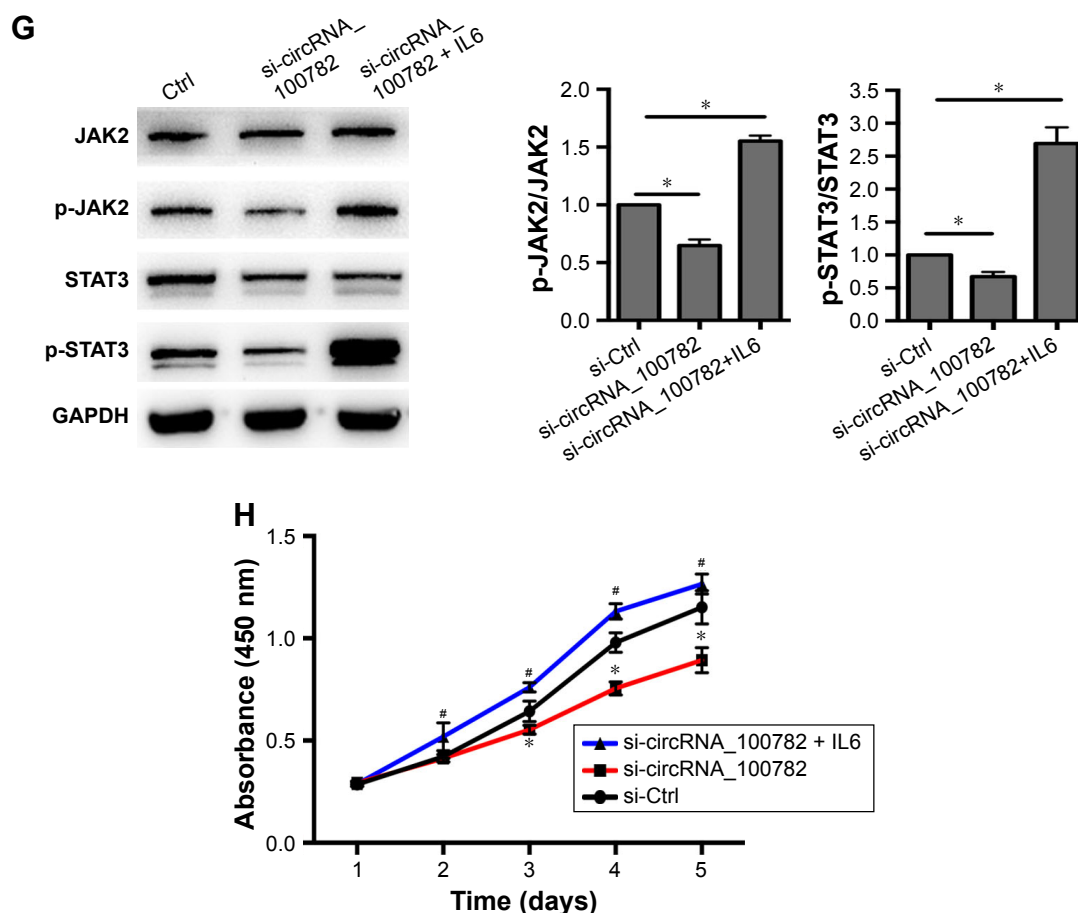 G
Ctrl
si-circRNA_
100782
si-circRNA_
100782 + IL6
JAK2
p-JAK2
STAT3
p-STAT3
GAPDH
p-JAK2/JAK2
2.0
1.5
1.0
0.5
0.0
*
*
si-Ctrl
si-circRNA_100782
si-circRNA_100782+IL6
p-STAT3/STAT3
3.5
3.0
2.5
2.0
1.5
1.0
0.5
0.0
*
*
si-Ctrl
si-circRNA_100782
si-circRNA_100782+IL6
H
Absorbance (450 nm)
1.5
1.0
0.5
0.0
#
#
#
#
*
*
*
si-circRNA_100782 + IL6
si-circRNA_100782
si-Ctrl
1 2 3 4 5
Time (days)